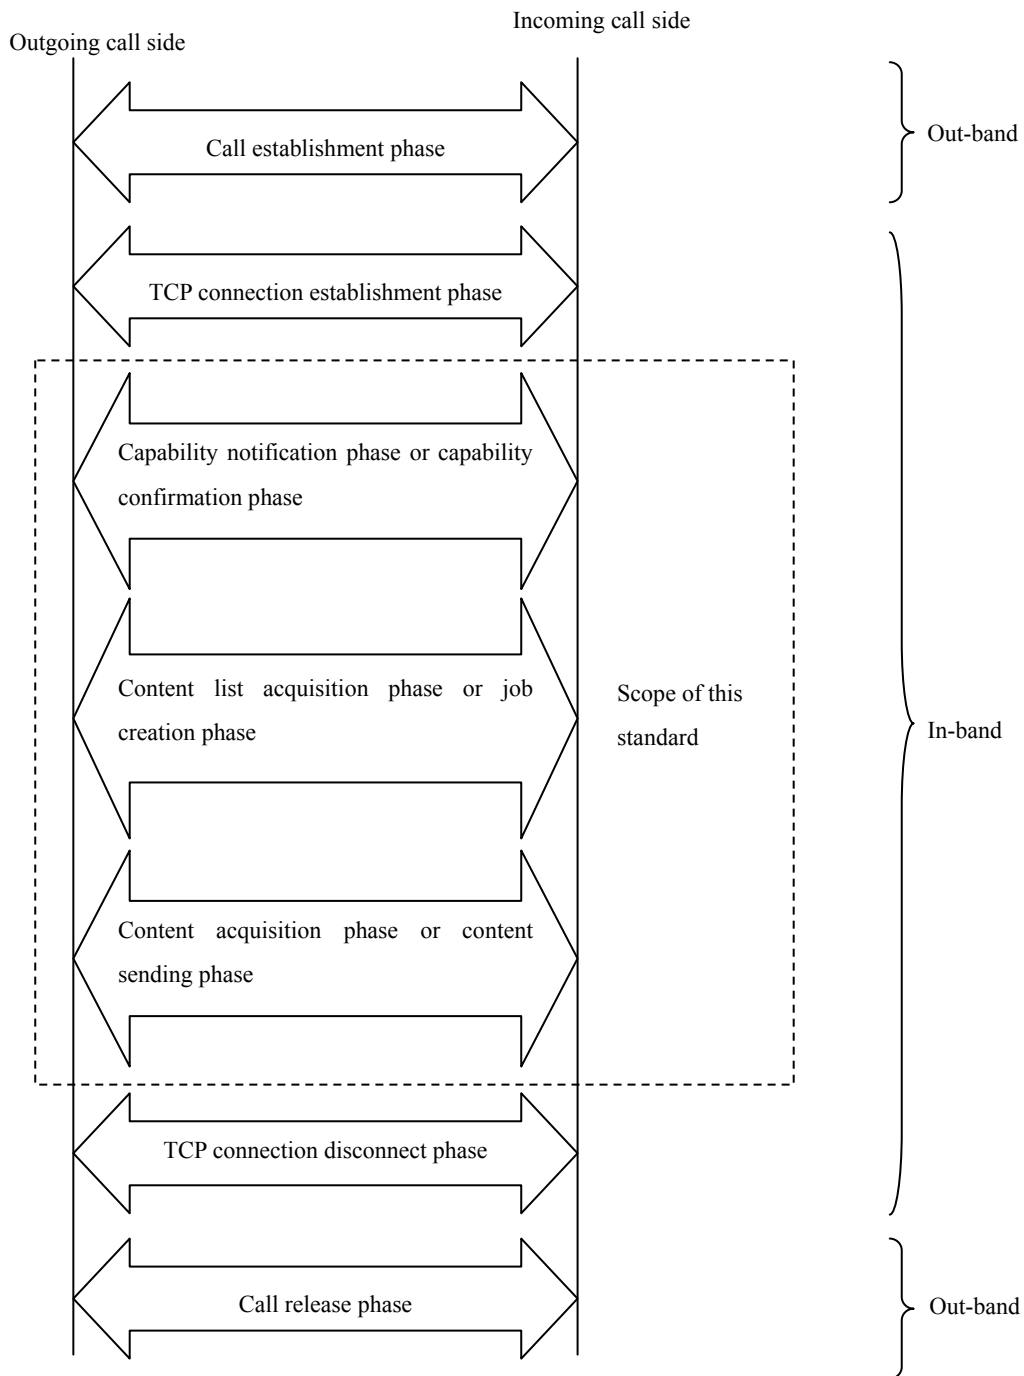 Incoming call side
Outgoing call side
Call establishment phase
Out-band
TCP connection establishment phase
Capability notification phase or capability
confirmation phase
Content list acquisition phase or job
creation phase
Scope of this
standard
In-band
Content acquisition phase or content
sending phase
TCP connection disconnect phase
Call release phase
Out-band